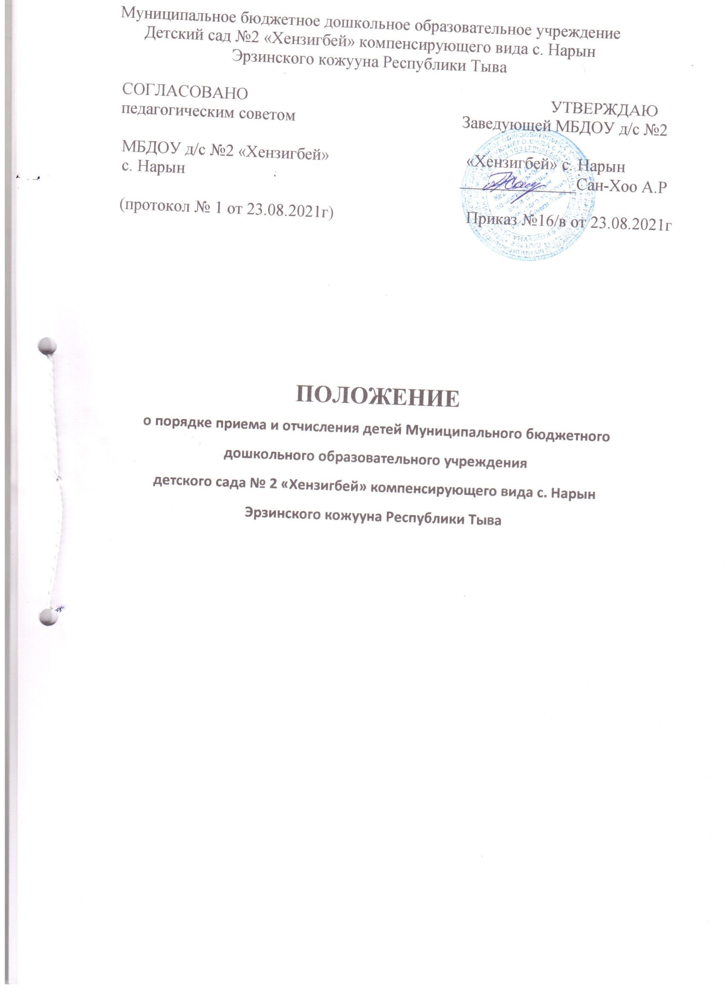 Муниципальное бюджетное дошкольное образовательное учреждение
Детский сад №2 «Хензигбей» компенсирующего вида с. Нарын
Эрзинского кожууна Республики Тыва
СОГЛАСОВАНО
педагогическим советом
МБДОУ д/с №2 «Хензигбей»
с. Нарын
(протокол № 1 от 23.08.2021г)
УТВЕРЖДАЮ
Заведующей МБДОУ д/с №2
«Хензигбей» с. Нарын
Сан-Хоо А.Р
Приказ №16/в от 23.08.2021г
ПОЛОЖЕНИЕ
о порядке приема и отчисления детей Муниципального бюджетного
дошкольного образовательного учреждения
детского сада № 2 «Хензигбей» компенсирующего вида с. Нарын
Эрзинского кожууна Республики Тыва